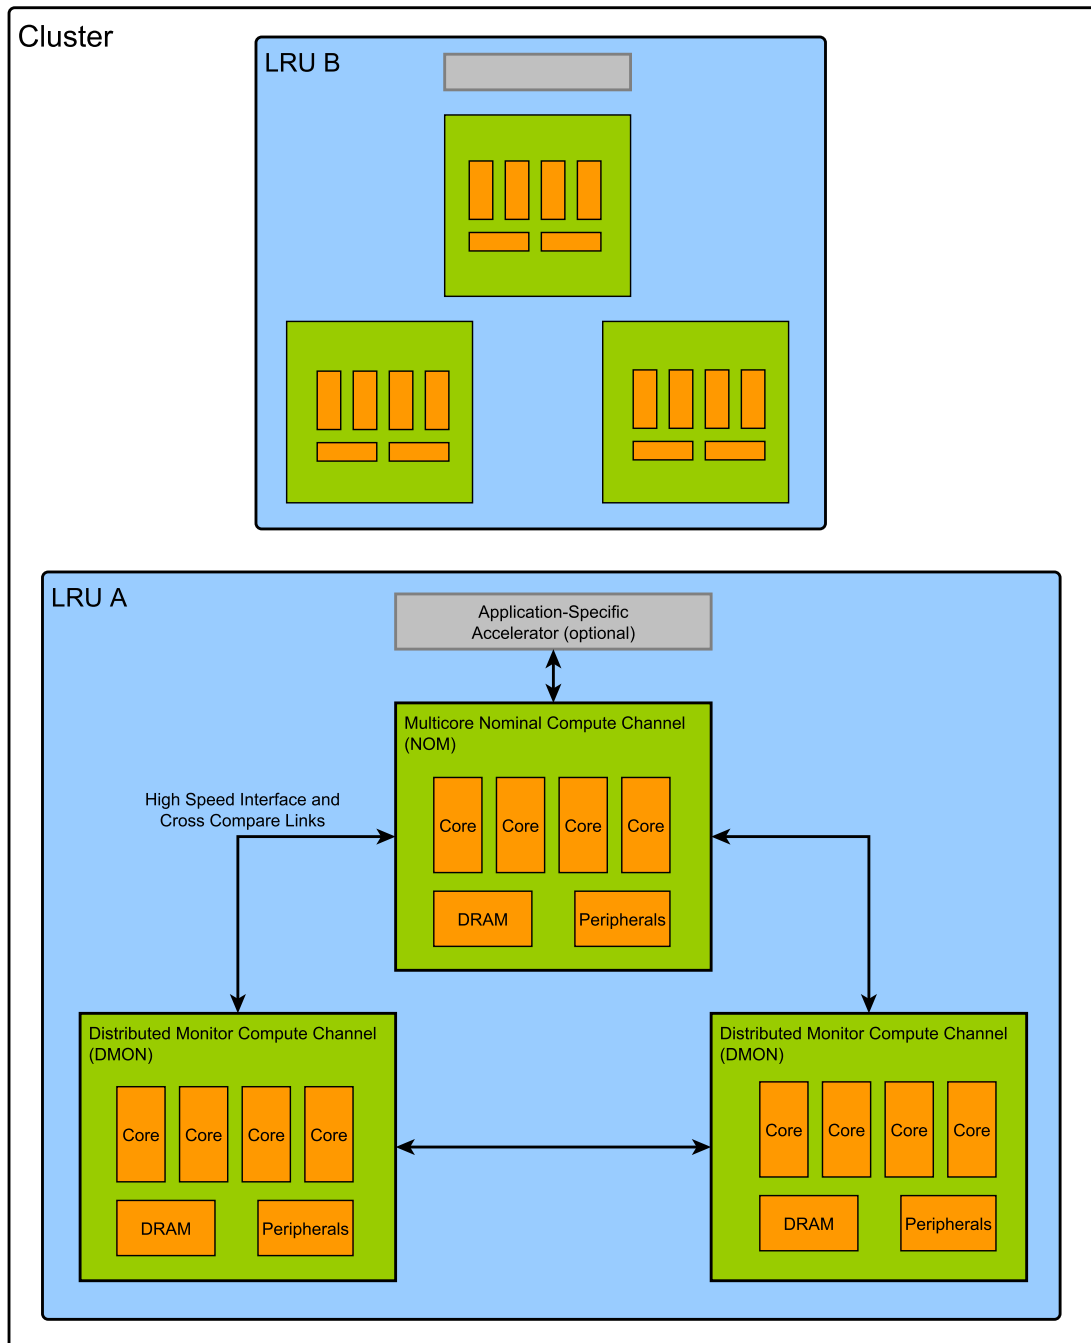 Cluster
LRU B
LRU A
Application-Specific
Accelerator (optional)
Multicore Nominal Compute Channel
(NOM)
High Speed Interface and
Cross Compare Links
Core Core Core Core
DRAM Peripherals
Distributed Monitor Compute Channel
(DMON)
Core Core Core Core
DRAM Peripherals
Distributed Monitor Compute Channel
(DMON)
Core Core Core Core
DRAM Peripherals